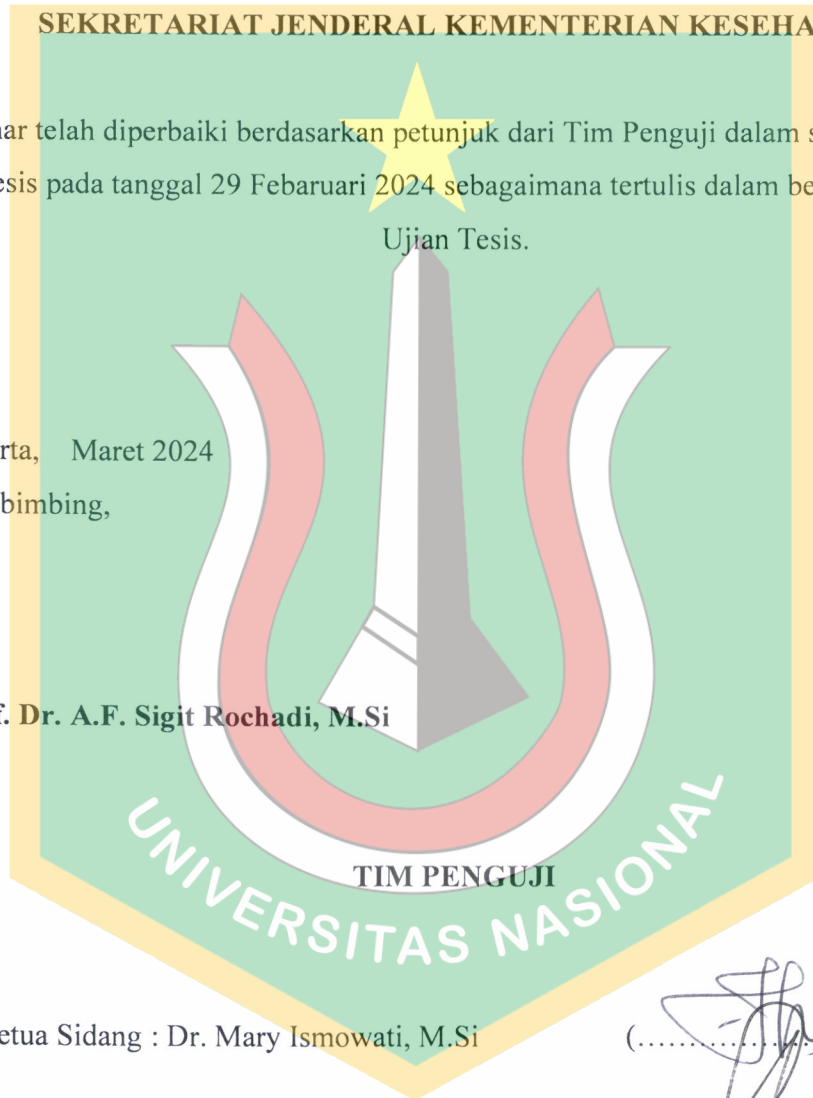 SEKRETARIAT JENDERAL KEMENTERIAN KESEHA
ar telah diperbaiki berdasarkan petunjuk dari Tim Penguji dalam s
esis pada tanggal 29 Febaruari 2024 sebagaimana tertulis dalam be
Ujian Tesis.
rta, Maret 2024
bimbing,
f. Dr. A.F. Sigit Rochadi, M.Si
TIM PENGUJI
UNIVERSITAS NASIONAL
etua Sidang : Dr. Mary Ismowati, M.Si (....................